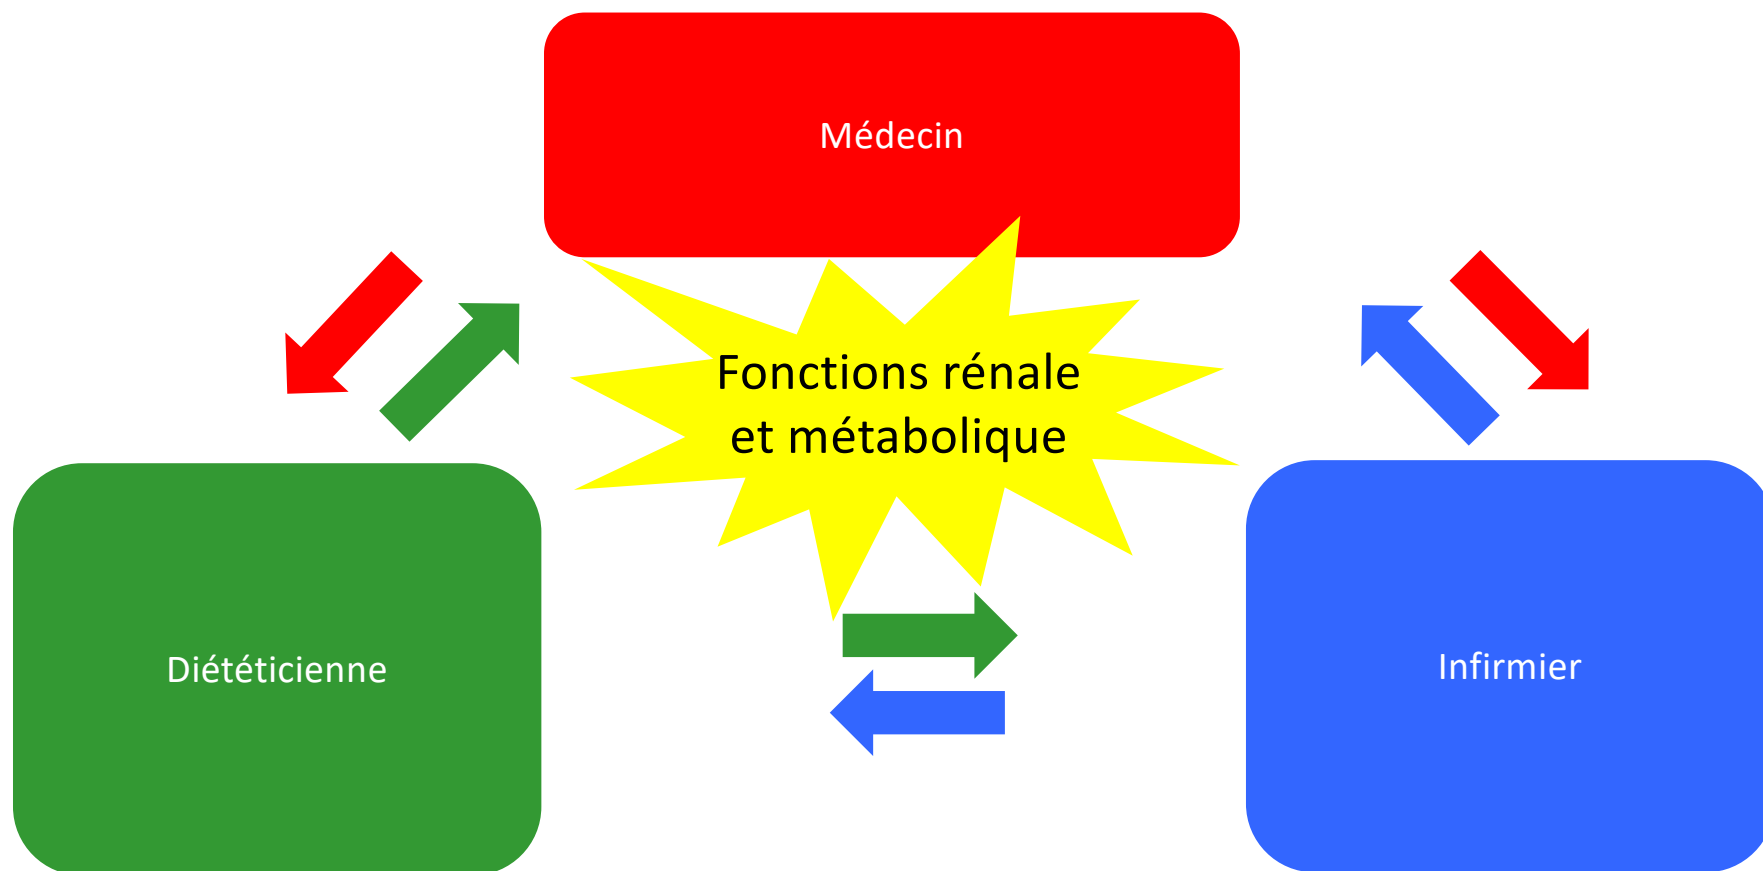 Médecin
Fonctions rénale
et métabolique
Diététicienne
Infirmier